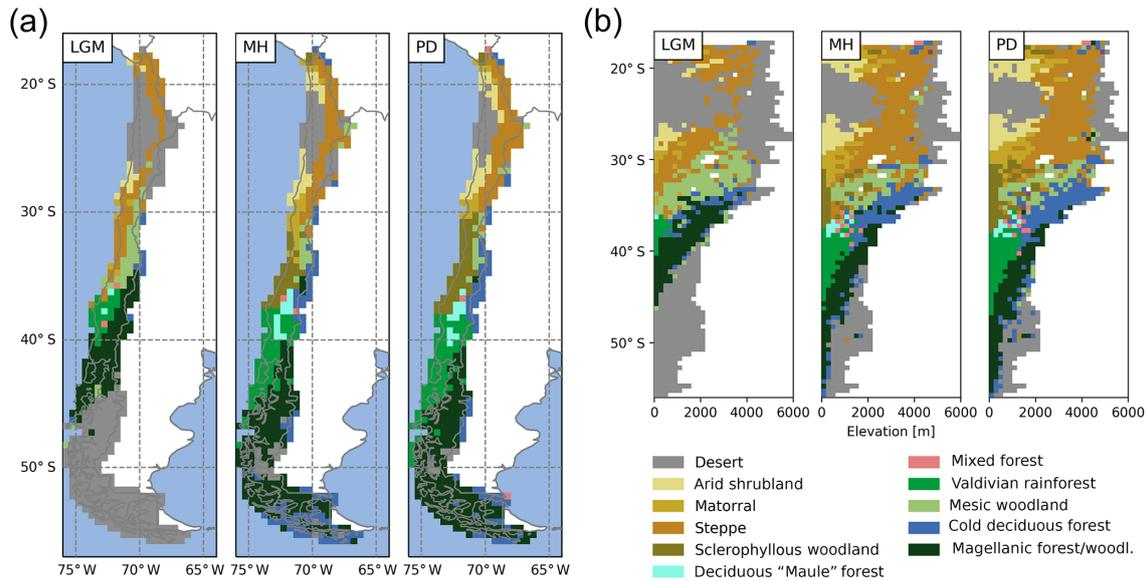 (a)
(b)
LGM
MH
PD
LGM
MH
PD
20° S
30° S
40° S
50° S
20° S
30° S
40° S
50° S
75° W 70° W 65° W
75° W 70° W 65° W
75° W 70° W 65° W
0 2000 4000 6000
0 2000 4000 6000
0 2000 4000 6000
Elevation [m]
Desert
Arid shrubland
Matorral
Steppe
Sclerophyllous woodland
Deciduous “Maule” forest
Mixed forest
Valdivian rainforest
Mesic woodland
Cold deciduous forest
Magellanic forest/woodl.